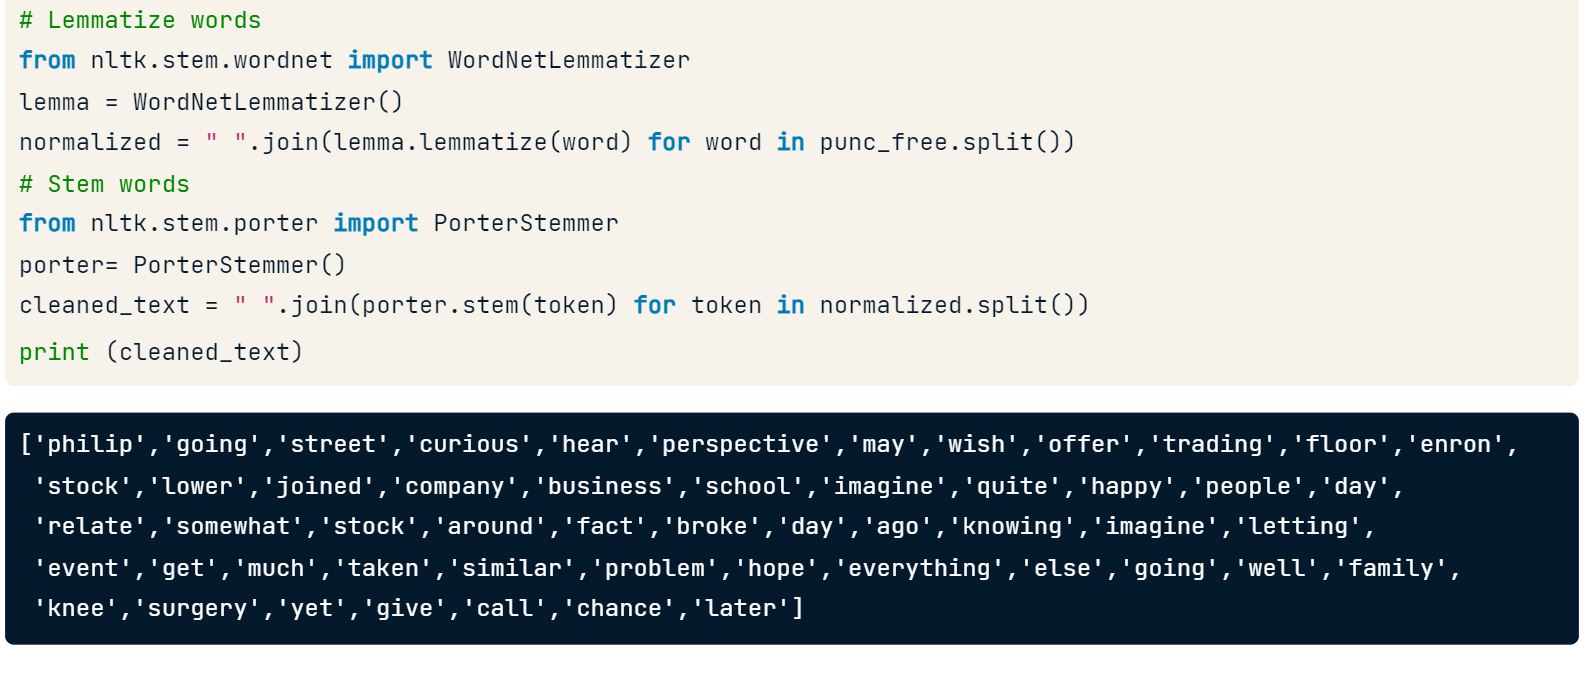 # Lemmatize words
from nltk.stem.wordnet import WordNetLemmatizer
lemma = WordNetLemmatizer()
normalized = " ".join(lemma.lemmatize(word) for word in punc_free.split())
# Stem words
from nltk.stem.porter import PorterStemmer
porter= PorterStemmer()
cleaned_text = " ".join(porter.stem(token) for token in normalized.split())
print (cleaned_text)
['philip','going','street','curious','hear','perspective','may','wish','offer','trading','floor','enron',
'stock','lower','joined','company','business','school','imagine','quite','happy','people','day',
'relate','somewhat','stock','around','fact','broke','day','ago','knowing','imagine','letting',
'event','get','much','taken','similar','problem','hope','everything','else','going','well','family',
'knee','surgery','yet','give','call','chance','later']